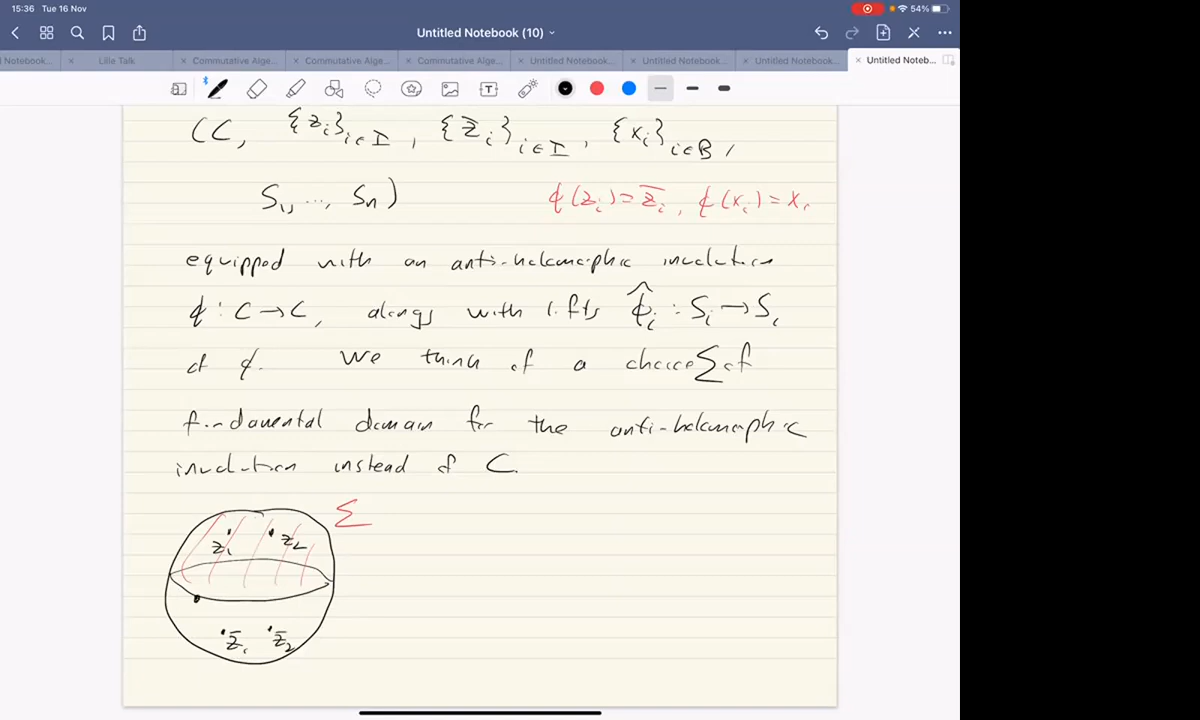 15:36 Tue 16 Nov
54%
Untitled Notebook (10)
Notebook...
Lille Talk
Commutative Alge...
Commutative Alge...
Commutative Alge...
Untitled Notebook...
Untitled Notebook...
Untitled Notebook...
Untitled Noteb...
(C, {z_i}_{i∈I}, {z̄_i}_{i∈I}, {x_i}_{i∈B},
S_1, ..., S_n)
ϕ(z_i) = z̄_i, ϕ(x_i) = x_i
equipped with an anti-holomorphic involution
ϕ : C → C, alongs with lifts ϕ̂_i : S_i → S_i
of ϕ. We think of a choice Σ of
fundamental domain for the anti-holomorphic
involution instead of C.
Σ
z_1 z_2
z̄_1 z̄_2